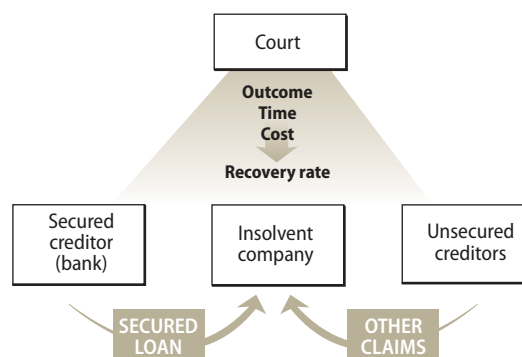 Court
Outcome
Time
Cost
Recovery rate
Secured
creditor
(bank)
Insolvent
company
Unsecured
creditors
SECURED
LOAN
OTHER
CLAIMS